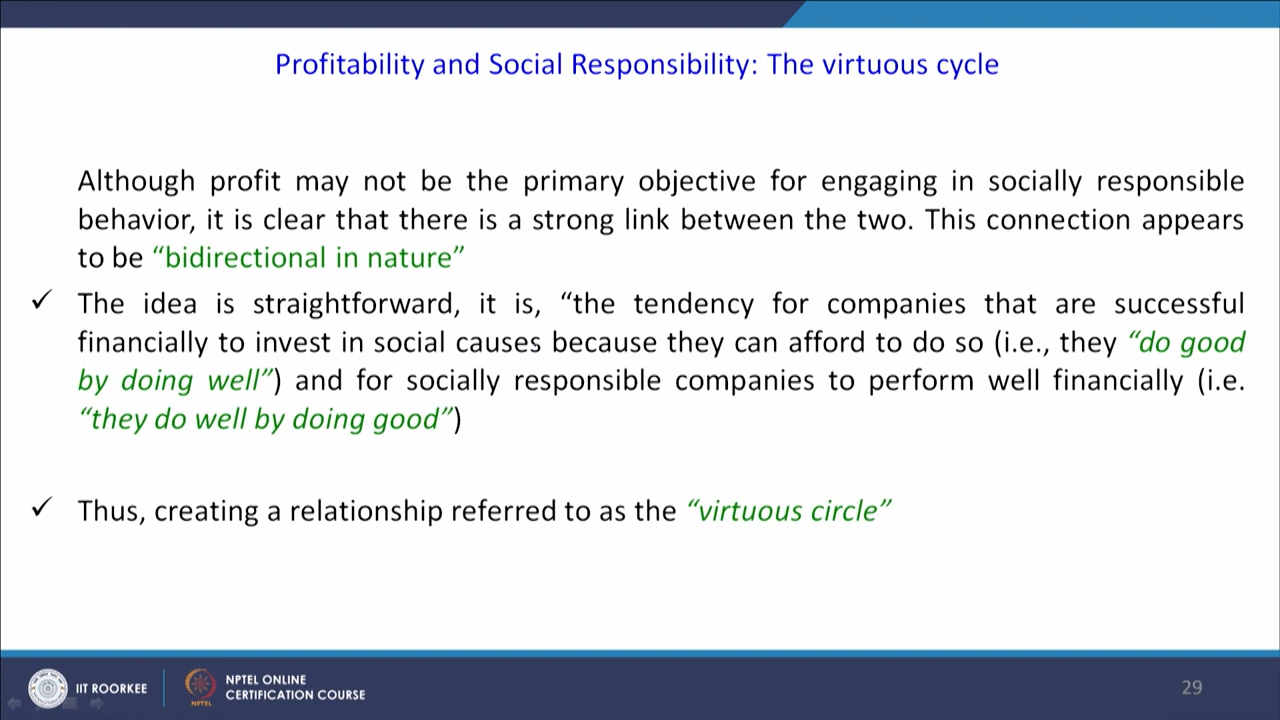 Profitability and Social Responsibility: The virtuous cycle
Although profit may not be the primary objective for engaging in socially responsible
behavior, it is clear that there is a strong link between the two. This connection appears
to be “bidirectional in nature”
✓ The idea is straightforward, it is, “the tendency for companies that are successful
financially to invest in social causes because they can afford to do so (i.e., they “do good
by doing well”) and for socially responsible companies to perform well financially (i.e.
“they do well by doing good”)
✓ Thus, creating a relationship referred to as the “virtuous circle”
IIT ROORKEE
NPTEL
NPTEL ONLINE
CERTIFICATION COURSE
29